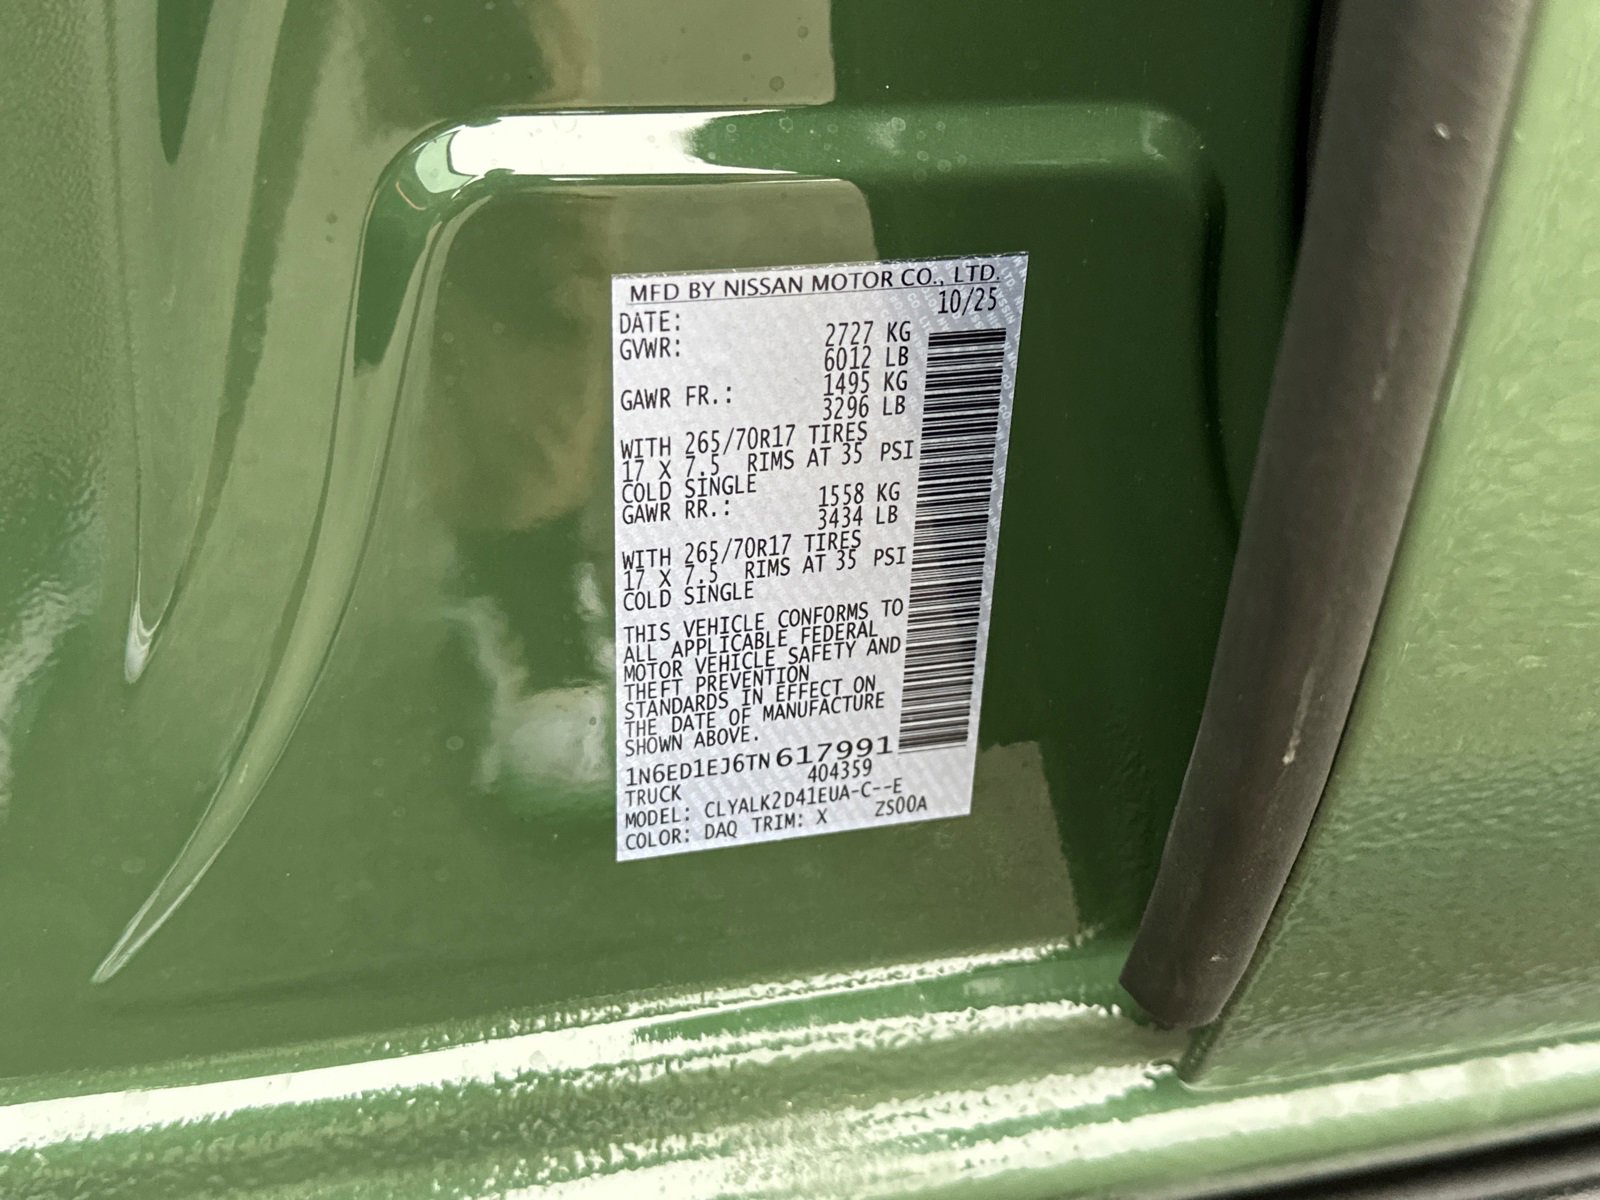 MFD BY NISSAN MOTOR CO., LTD.
DATE: 10/25
GVWR: 2727 KG
6012 LB
GAWR FR.: 1495 KG
3296 LB
WITH 265/70R17 TIRES
17 X 7.5 RIMS AT 35 PSI
COLD SINGLE
GAWR RR.: 1558 KG
3434 LB
WITH 265/70R17 TIRES
17 X 7.5 RIMS AT 35 PSI
COLD SINGLE
THIS VEHICLE CONFORMS TO
ALL APPLICABLE FEDERAL
MOTOR VEHICLE SAFETY AND
THEFT PREVENTION
STANDARDS IN EFFECT ON
THE DATE OF MANUFACTURE
SHOWN ABOVE.
1N6ED1EJ6TN617991
TRUCK 404359
MODEL: CLYALK2D41EUA-C--E
COLOR: DAQ TRIM: X ZS00A